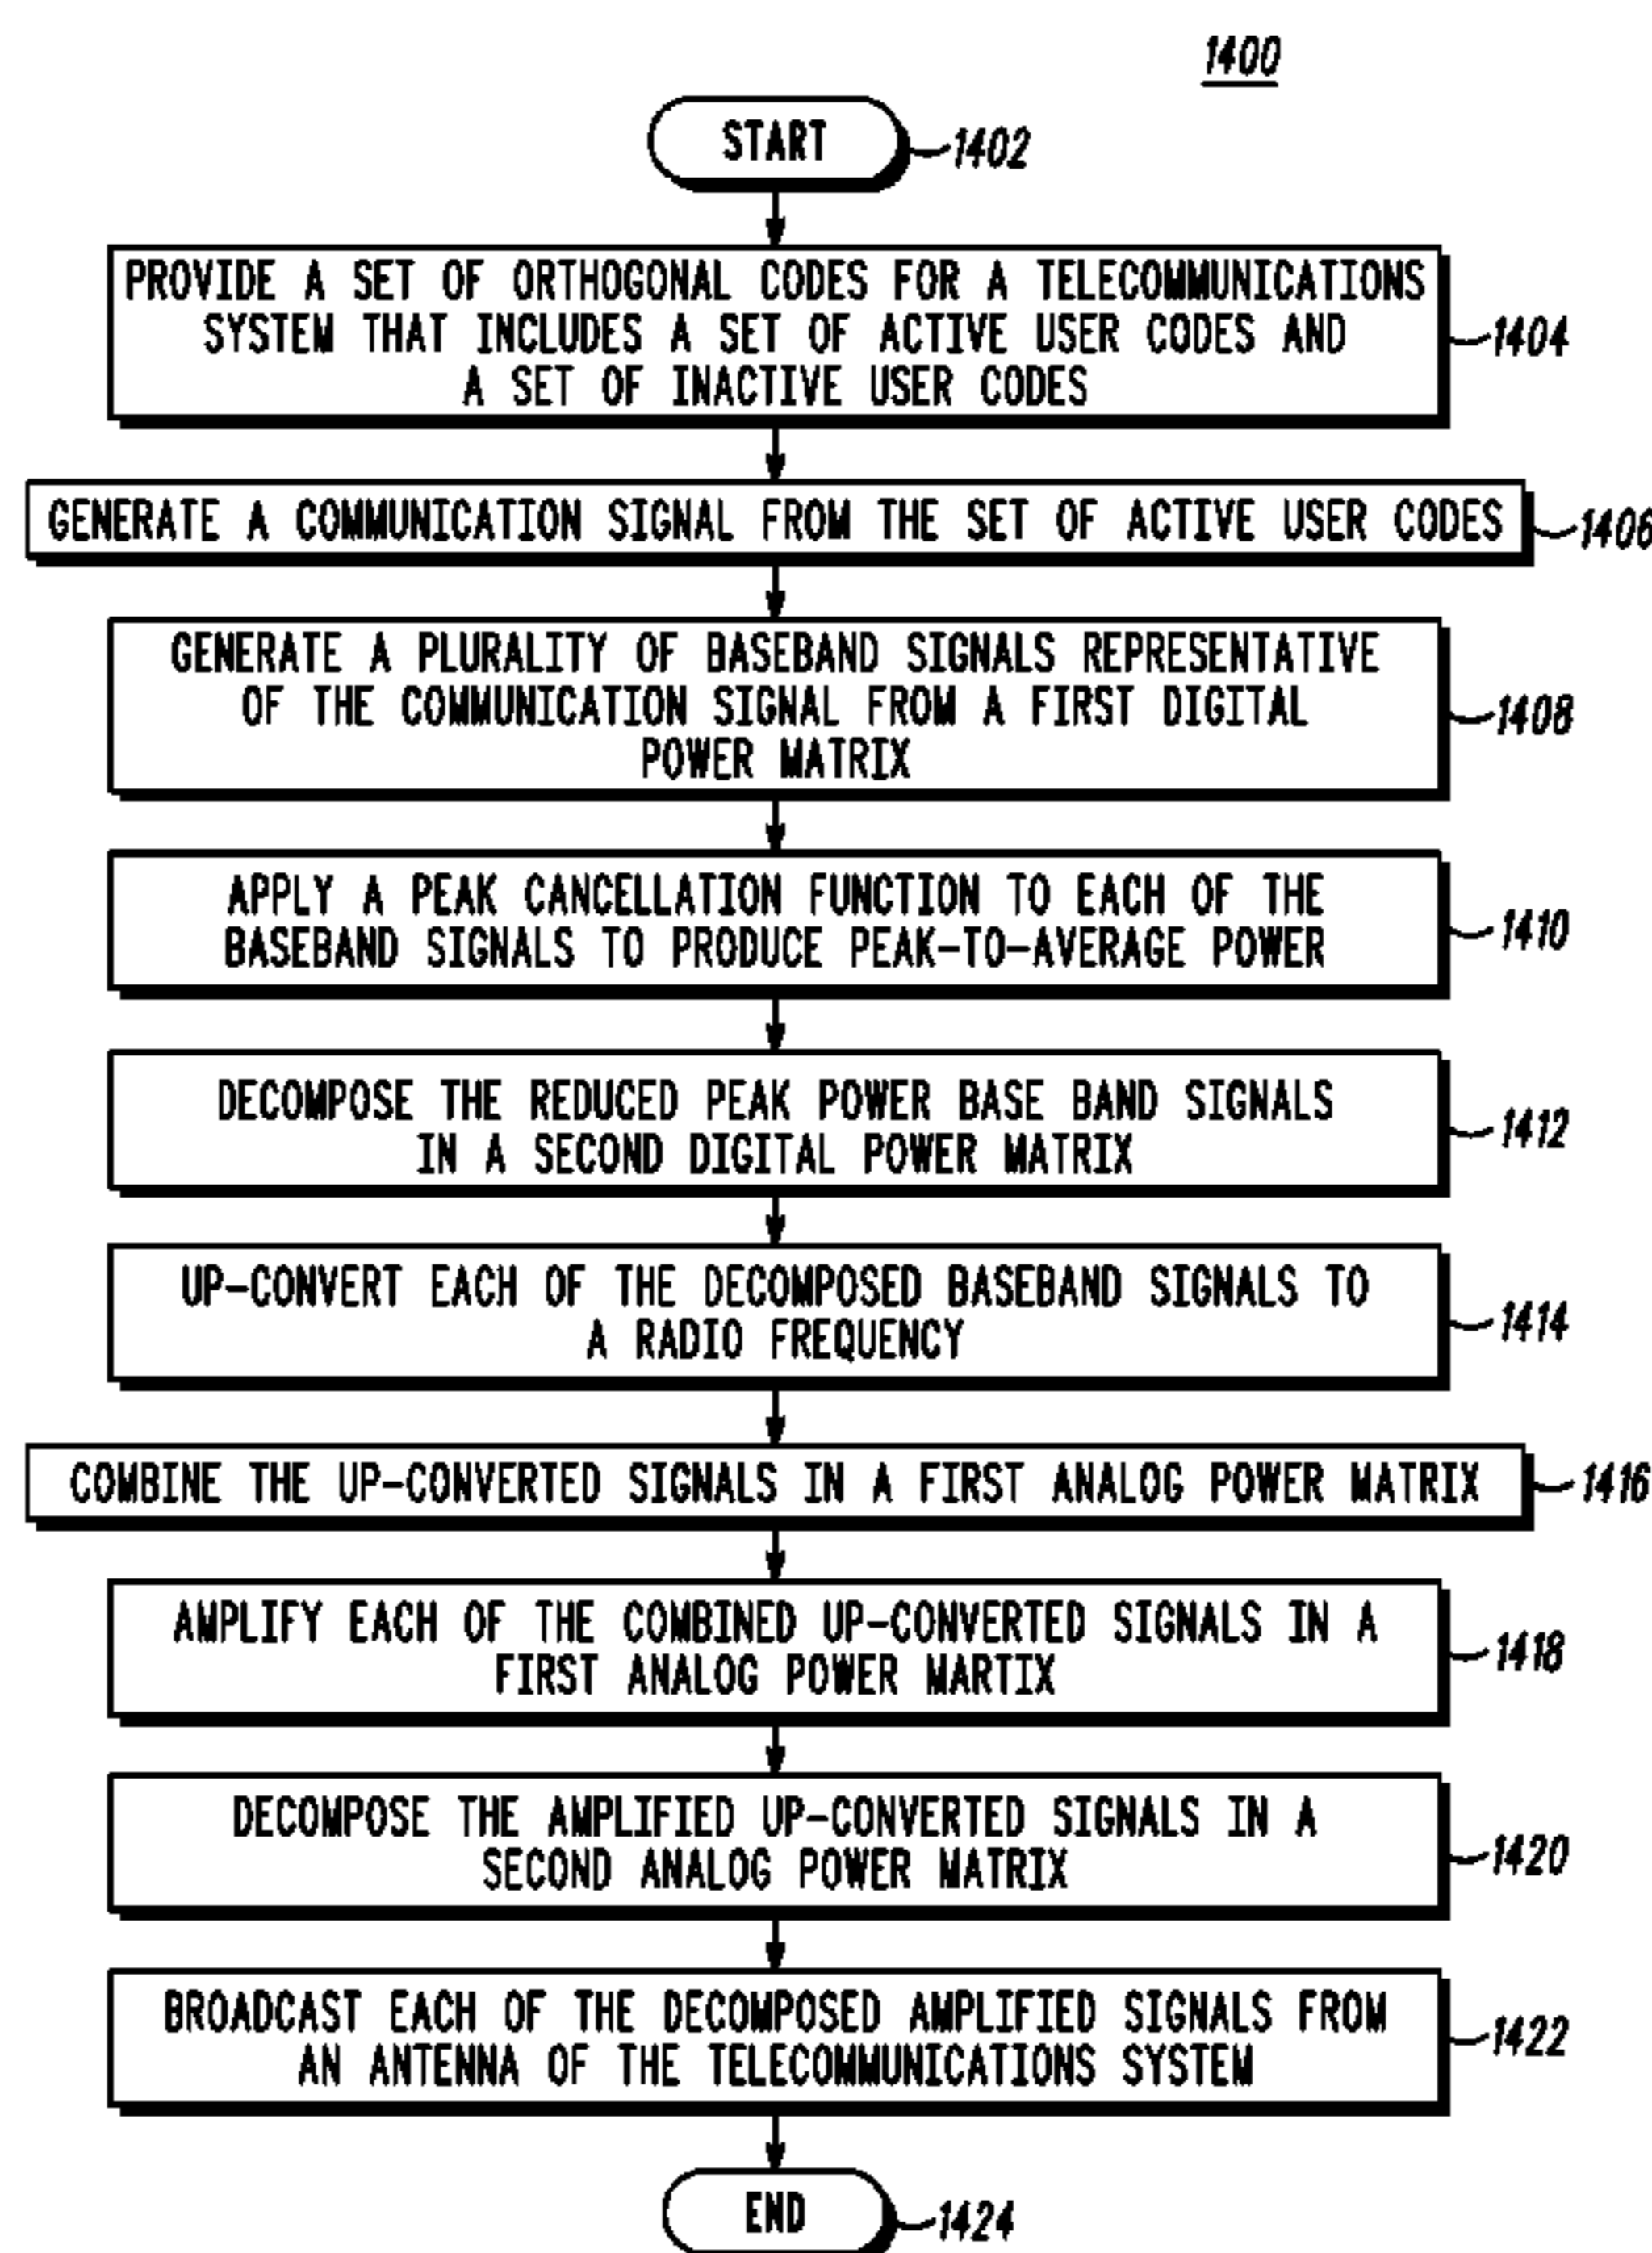 1400
START
1402
PROVIDE A SET OF ORTHOGONAL CODES FOR A TELECOMMUNICATIONS
SYSTEM THAT INCLUDES A SET OF ACTIVE USER CODES AND
A SET OF INACTIVE USER CODES
1404
GENERATE A COMMUNICATION SIGNAL FROM THE SET OF ACTIVE USER CODES
1406
GENERATE A PLURALITY OF BASEBAND SIGNALS REPRESENTATIVE
OF THE COMMUNICATION SIGNAL FROM A FIRST DIGITAL
POWER MATRIX
1408
APPLY A PEAK CANCELLATION FUNCTION TO EACH OF THE
BASEBAND SIGNALS TO PRODUCE PEAK-TO-AVERAGE POWER
1410
DECOMPOSE THE REDUCED PEAK POWER BASE BAND SIGNALS
IN A SECOND DIGITAL POWER MATRIX
1412
UP-CONVERT EACH OF THE DECOMPOSED BASEBAND SIGNALS TO
A RADIO FREQUENCY
1414
COMBINE THE UP-CONVERTED SIGNALS IN A FIRST ANALOG POWER MATRIX
1416
AMPLIFY EACH OF THE COMBINED UP-CONVERTED SIGNALS IN A
FIRST ANALOG POWER MARTIX
1418
DECOMPOSE THE AMPLIFIED UP-CONVERTED SIGNALS IN A
SECOND ANALOG POWER MATRIX
1420
BROADCAST EACH OF THE DECOMPOSED AMPLIFIED SIGNALS FROM
AN ANTENNA OF THE TELECOMMUNICATIONS SYSTEM
1422
END
1424